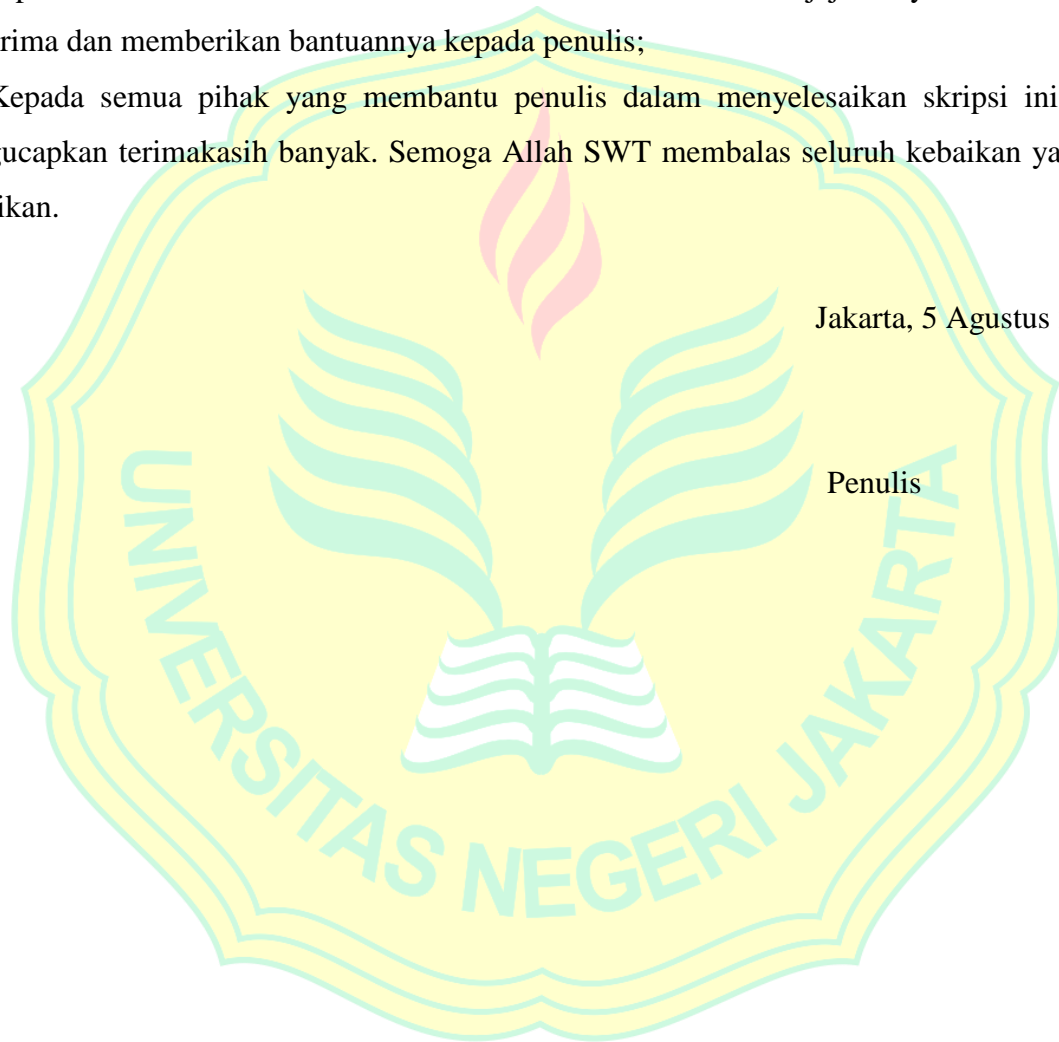 rima dan memberikan bantuannya kepada penulis;
Kepada semua pihak yang membantu penulis dalam menyelesaikan skripsi ini
gucapkan terimakasih banyak. Semoga Allah SWT membalas seluruh kebaikan ya
ikan.
Jakarta, 5 Agustus
Penulis
UNIVERSITAS NEGERI JAKARTA